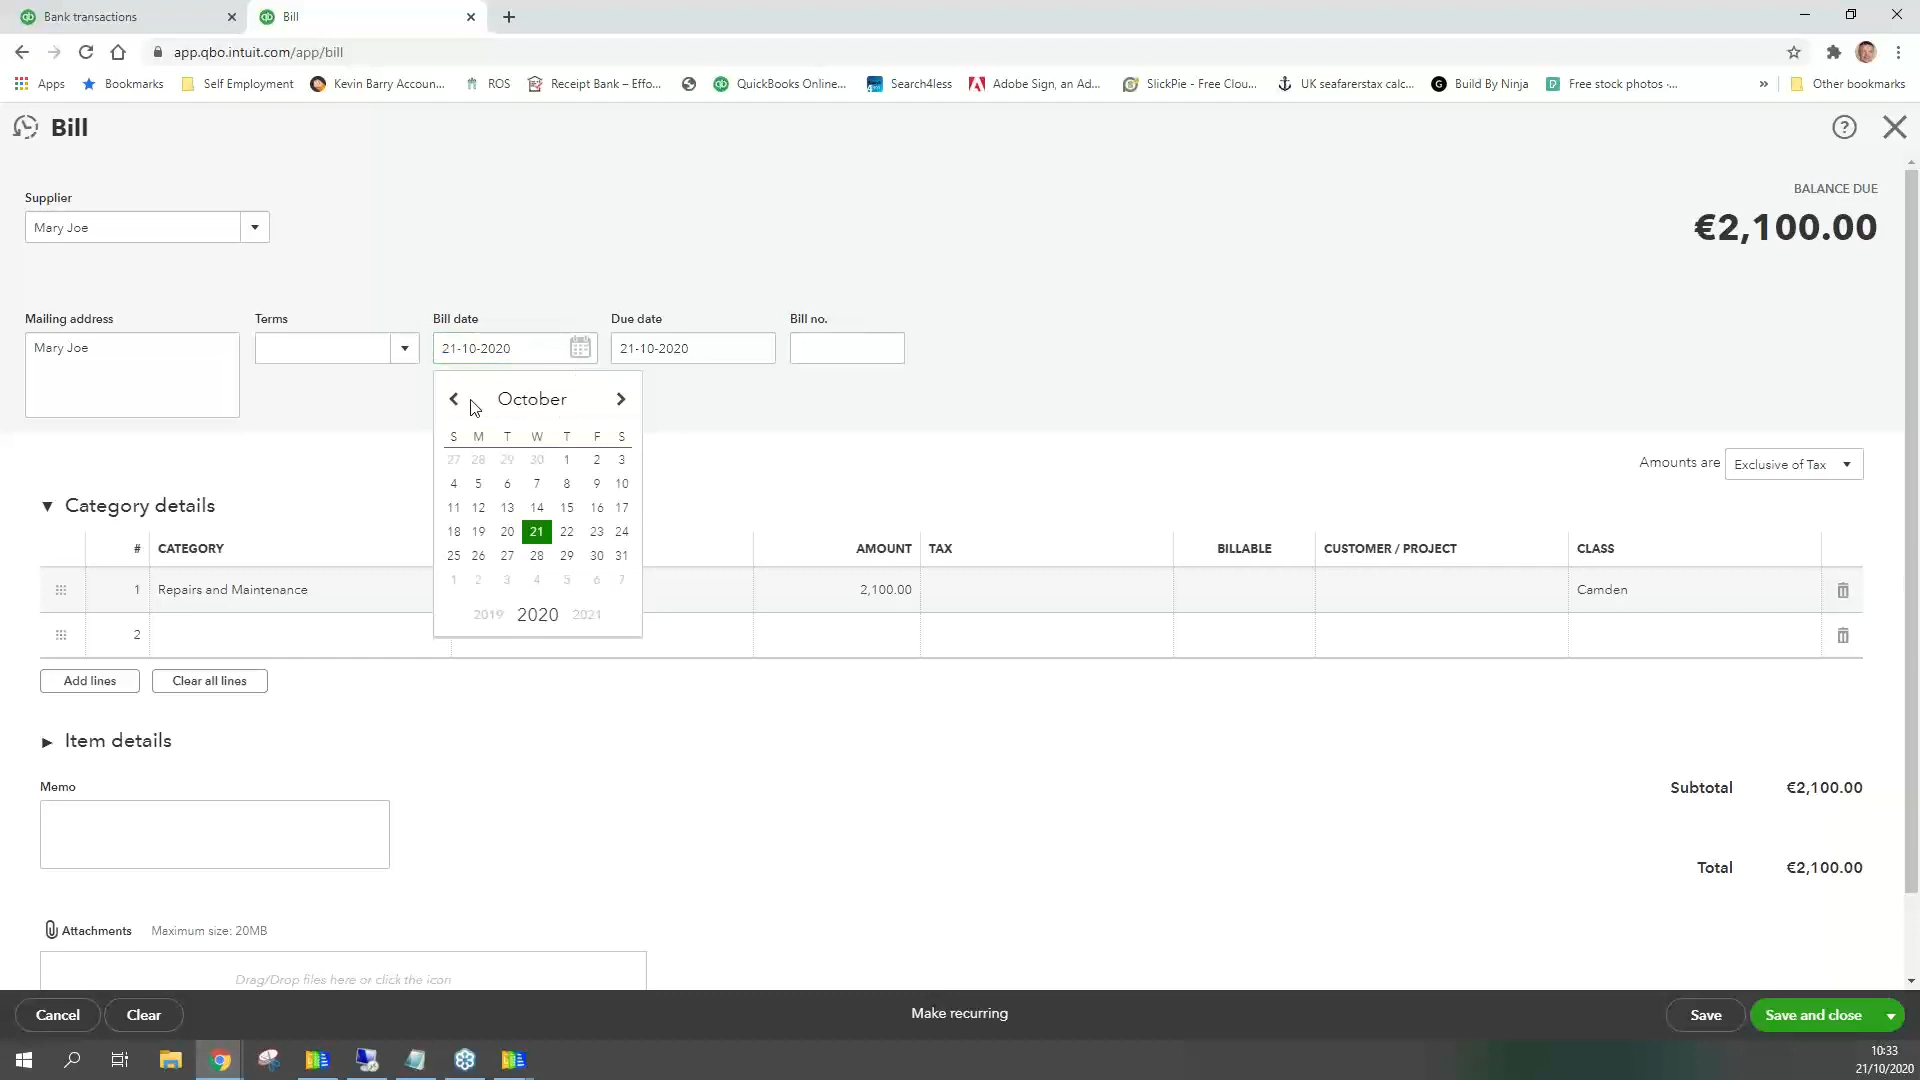 Bank transactions
Bill
app.qbo.intuit.com/app/bill
Apps
Bookmarks
Self Employment
Kevin Barry Accoun...
ROS
Receipt Bank – Effo...
QuickBooks Online...
Search4less
Adobe Sign, an Ad...
SlickPie - Free Clou...
UK seafarerstax calc...
Build By Ninja
Free stock photos -...
»
Other bookmarks
Bill
Supplier
Mary Joe
BALANCE DUE
€2,100.00
Mailing address
Mary Joe
Terms
Bill date
21-10-2020
Due date
21-10-2020
Bill no.
October
S M T W T F S
27 28 29 30 1 2 3
4 5 6 7 8 9 10
11 12 13 14 15 16 17
18 19 20 21 22 23 24
25 26 27 28 29 30 31
1 2 3 4 5 6 7
2019 2020 2021
Amounts are Exclusive of Tax
Category details
# CATEGORY AMOUNT TAX BILLABLE CUSTOMER / PROJECT CLASS
1 Repairs and Maintenance 2,100.00 Camden
2
Add lines
Clear all lines
Item details
Memo
Subtotal €2,100.00
Total €2,100.00
Attachments Maximum size: 20MB
Drag/Drop files here or click the icon
Cancel
Clear
Make recurring
Save
Save and close
10:33
21/10/2020